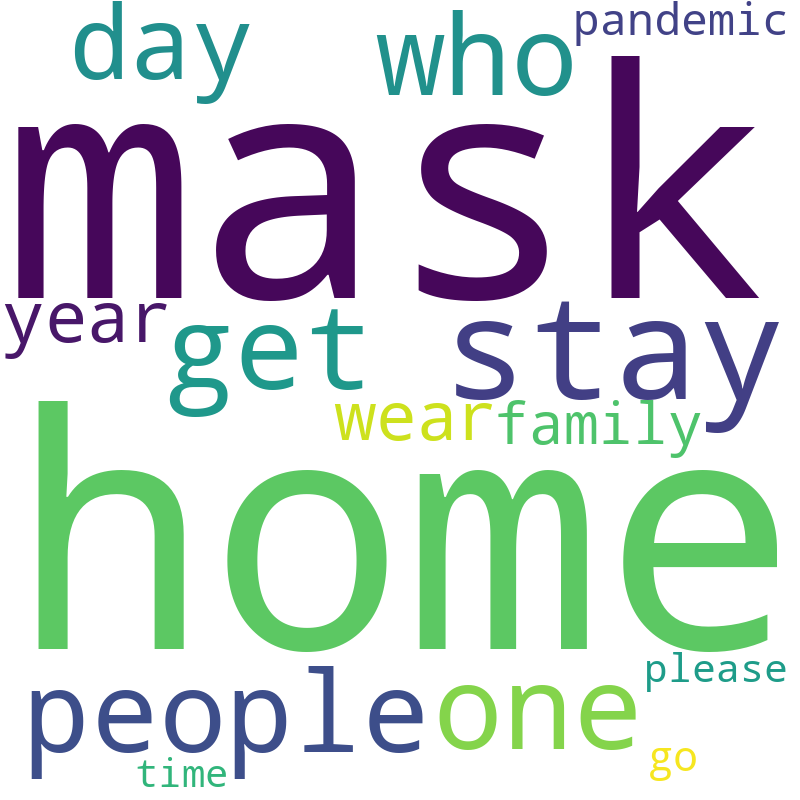 day who pandemic
mask
year get stay
wear family
home
people one please
time go